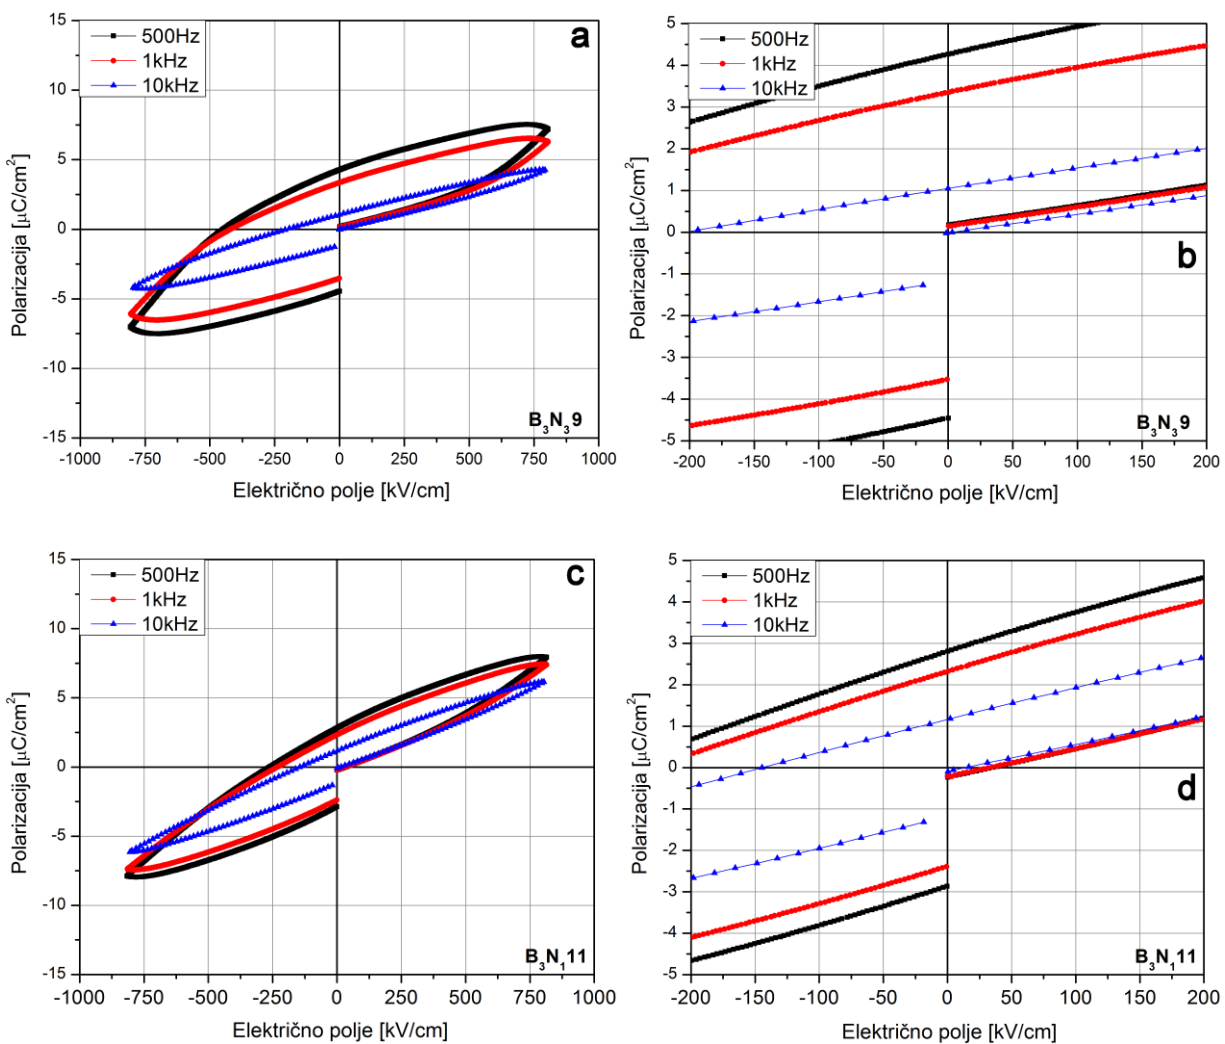 a
500Hz
1kHz
10kHz
15
10
5
0
-5
-10
-15
-1000 -750 -500 -250 0 250 500 750 1000
Polarizacija [μC/cm²]
Električno polje [kV/cm]
B₃N₃9
b
500Hz
1kHz
10kHz
5
4
3
2
1
0
-1
-2
-3
-4
-5
-200 -150 -100 -50 0 50 100 150 200
Polarizacija [μC/cm²]
Električno polje [kV/cm]
B₃N₃9
c
500Hz
1kHz
10kHz
15
10
5
0
-5
-10
-15
-1000 -750 -500 -250 0 250 500 750 1000
Polarizacija [μC/cm²]
Električno polje [kV/cm]
B₃N₁11
d
500Hz
1kHz
10kHz
5
4
3
2
1
0
-1
-2
-3
-4
-5
-200 -150 -100 -50 0 50 100 150 200
Polarizacija [μC/cm²]
Električno polje [kV/cm]
B₃N₁11